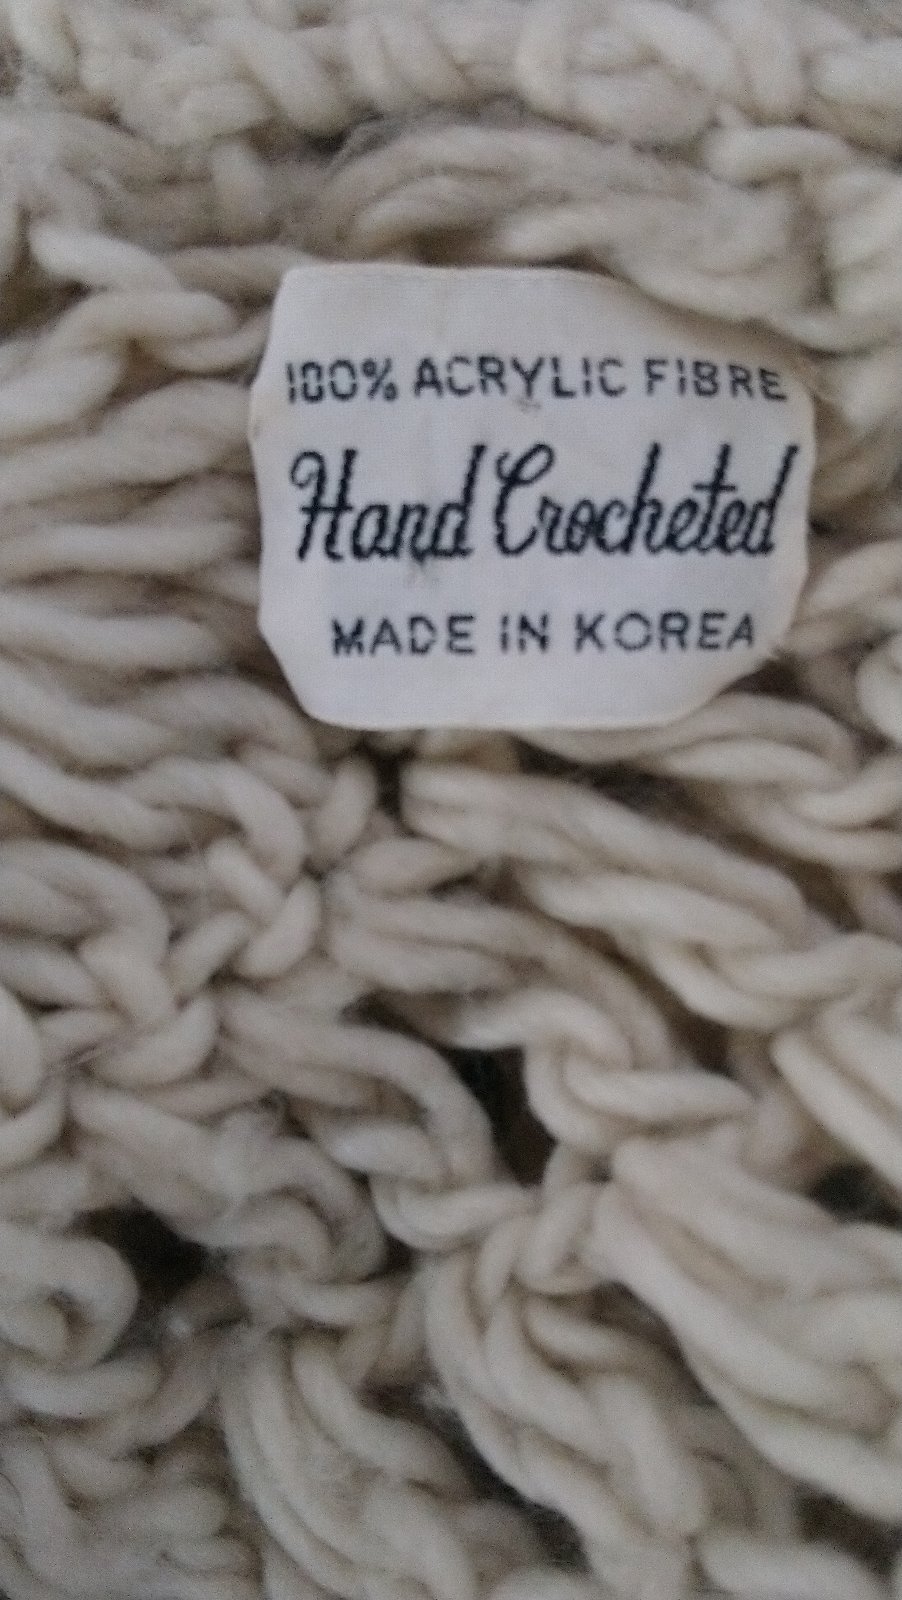 100% ACRYLIC FIBRE
Hand Crocheted
MADE IN KOREA